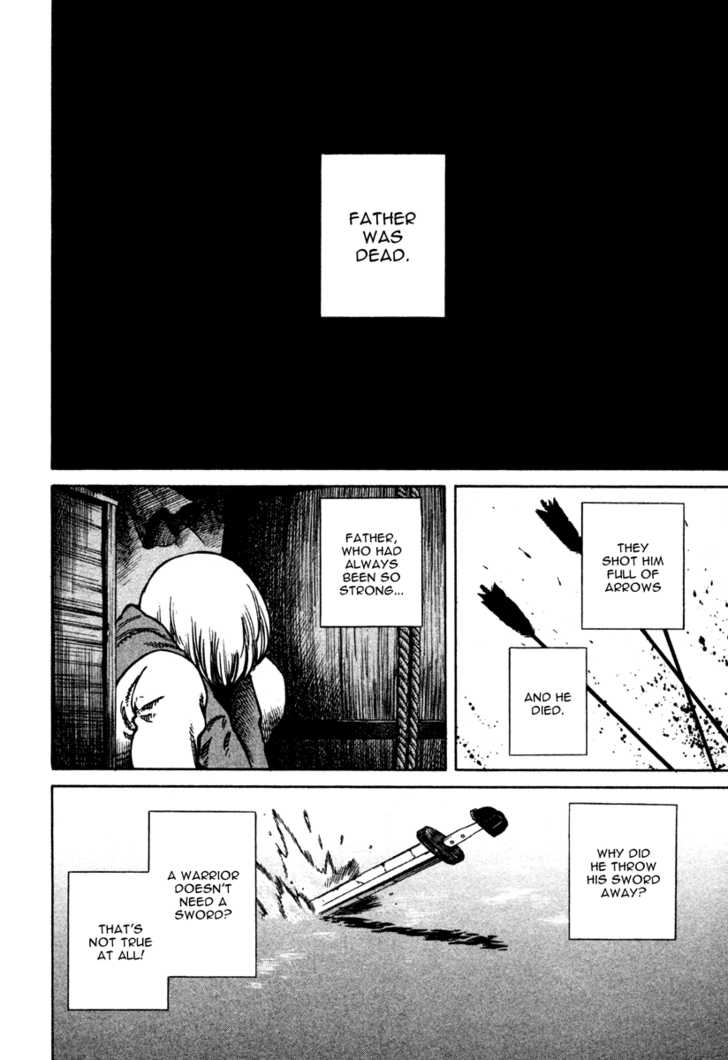 FATHER
WAS
DEAD.
THEY
SHOT HIM
FULL OF
ARROWS
AND HE
DIED.
FATHER,
WHO HAD
ALWAYS
BEEN SO
STRONG...
WHY DID
HE THROW
HIS SWORD
AWAY?
A WARRIOR
DOESN'T
NEED A
SWORD?
THAT'S
NOT TRUE
AT ALL!